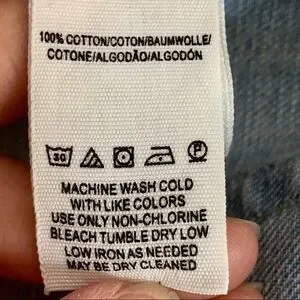 100% COTTON/COTON/BAUMWOLLE/
COTONE/ALGODÃO/ALGODÓN
30 F
MACHINE WASH COLD
WITH LIKE COLORS
USE ONLY NON-CHLORINE
BLEACH TUMBLE DRY LOW
LOW IRON AS NEEDED
MAY BE DRY CLEANED